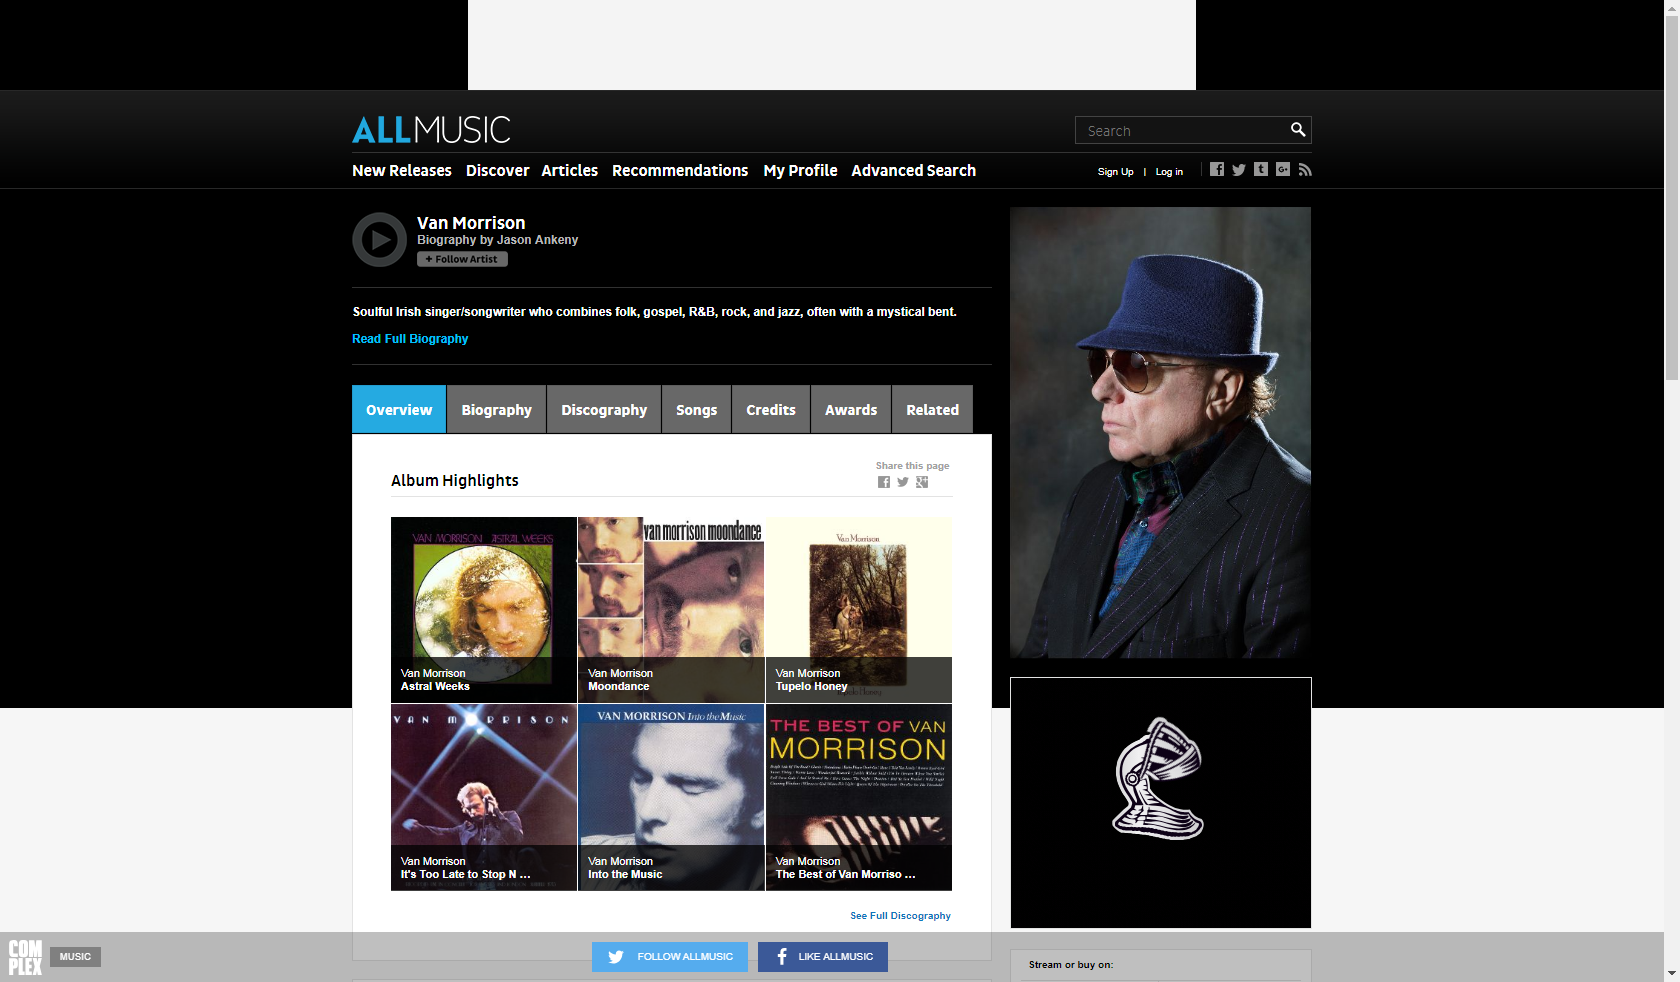 ALLMUSIC
Search
New Releases Discover Articles Recommendations My Profile Advanced Search
Sign Up | Log in
Van Morrison
Biography by Jason Ankeny
+ Follow Artist
Soulful Irish singer/songwriter who combines folk, gospel, R&B, rock, and jazz, often with a mystical bent.
Read Full Biography
Overview Biography Discography Songs Credits Awards Related
Share this page
Album Highlights
VAN MORRISON ASTRAL WEEKS
van morrison moondance
Van Morrison
Van Morrison
Astral Weeks
Van Morrison
Moondance
Van Morrison
Tupelo Honey
Tupelo Honey
VAN MORRISON
VAN MORRISON Into the Music
THE BEST OF VAN
MORRISON
Van Morrison
It's Too Late to Stop N ...
Van Morrison
Into the Music
Van Morrison
The Best of Van Morriso ...
See Full Discography
COM
PLEX
MUSIC
FOLLOW ALLMUSIC
LIKE ALLMUSIC
Stream or buy on: